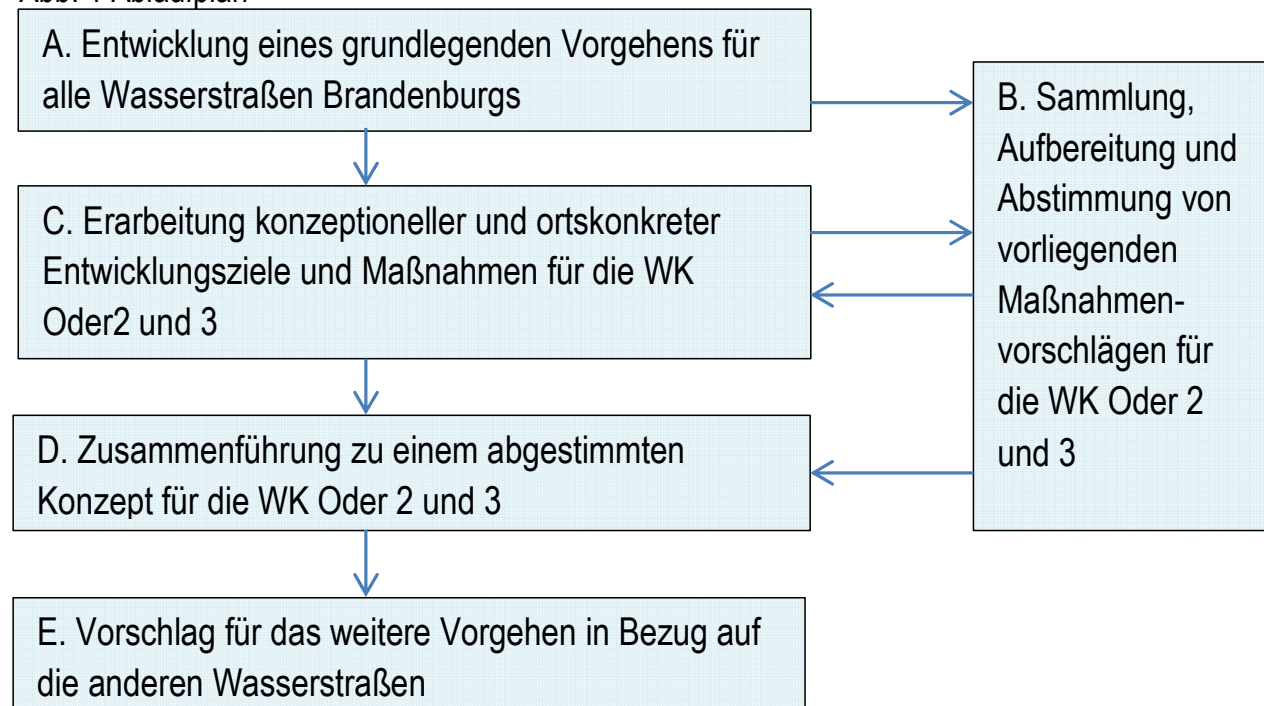 Abb. 1 Ablaufplan
A. Entwicklung eines grundlegenden Vorgehens für
alle Wasserstraßen Brandenburgs
B. Sammlung,
Aufbereitung und
Abstimmung von
vorliegenden
Maßnahmen-
vorschlägen für
die WK Oder 2
und 3
C. Erarbeitung konzeptioneller und ortskonkreter
Entwicklungsziele und Maßnahmen für die WK
Oder2 und 3
D. Zusammenführung zu einem abgestimmten
Konzept für die WK Oder 2 und 3
E. Vorschlag für das weitere Vorgehen in Bezug auf
die anderen Wasserstraßen